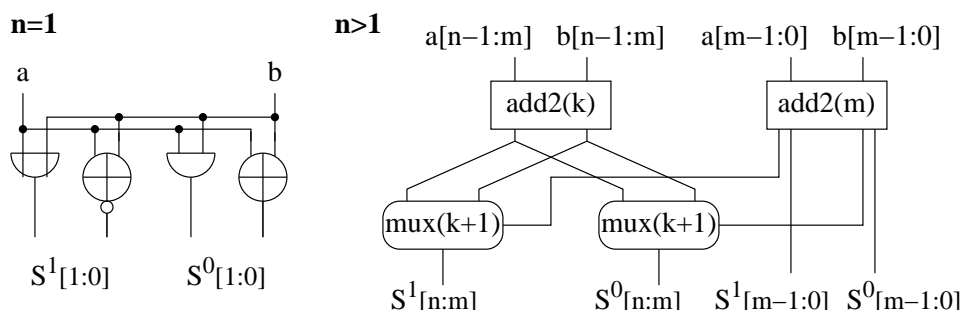 n=1
n>1
a[n–1:m] b[n–1:m] a[m–1:0] b[m–1:0]
a b
add2(k) add2(m)
mux(k+1) mux(k+1)
S¹[1:0] S⁰[1:0]
S¹[n:m] S⁰[n:m] S¹[m–1:0] S⁰[m–1:0]